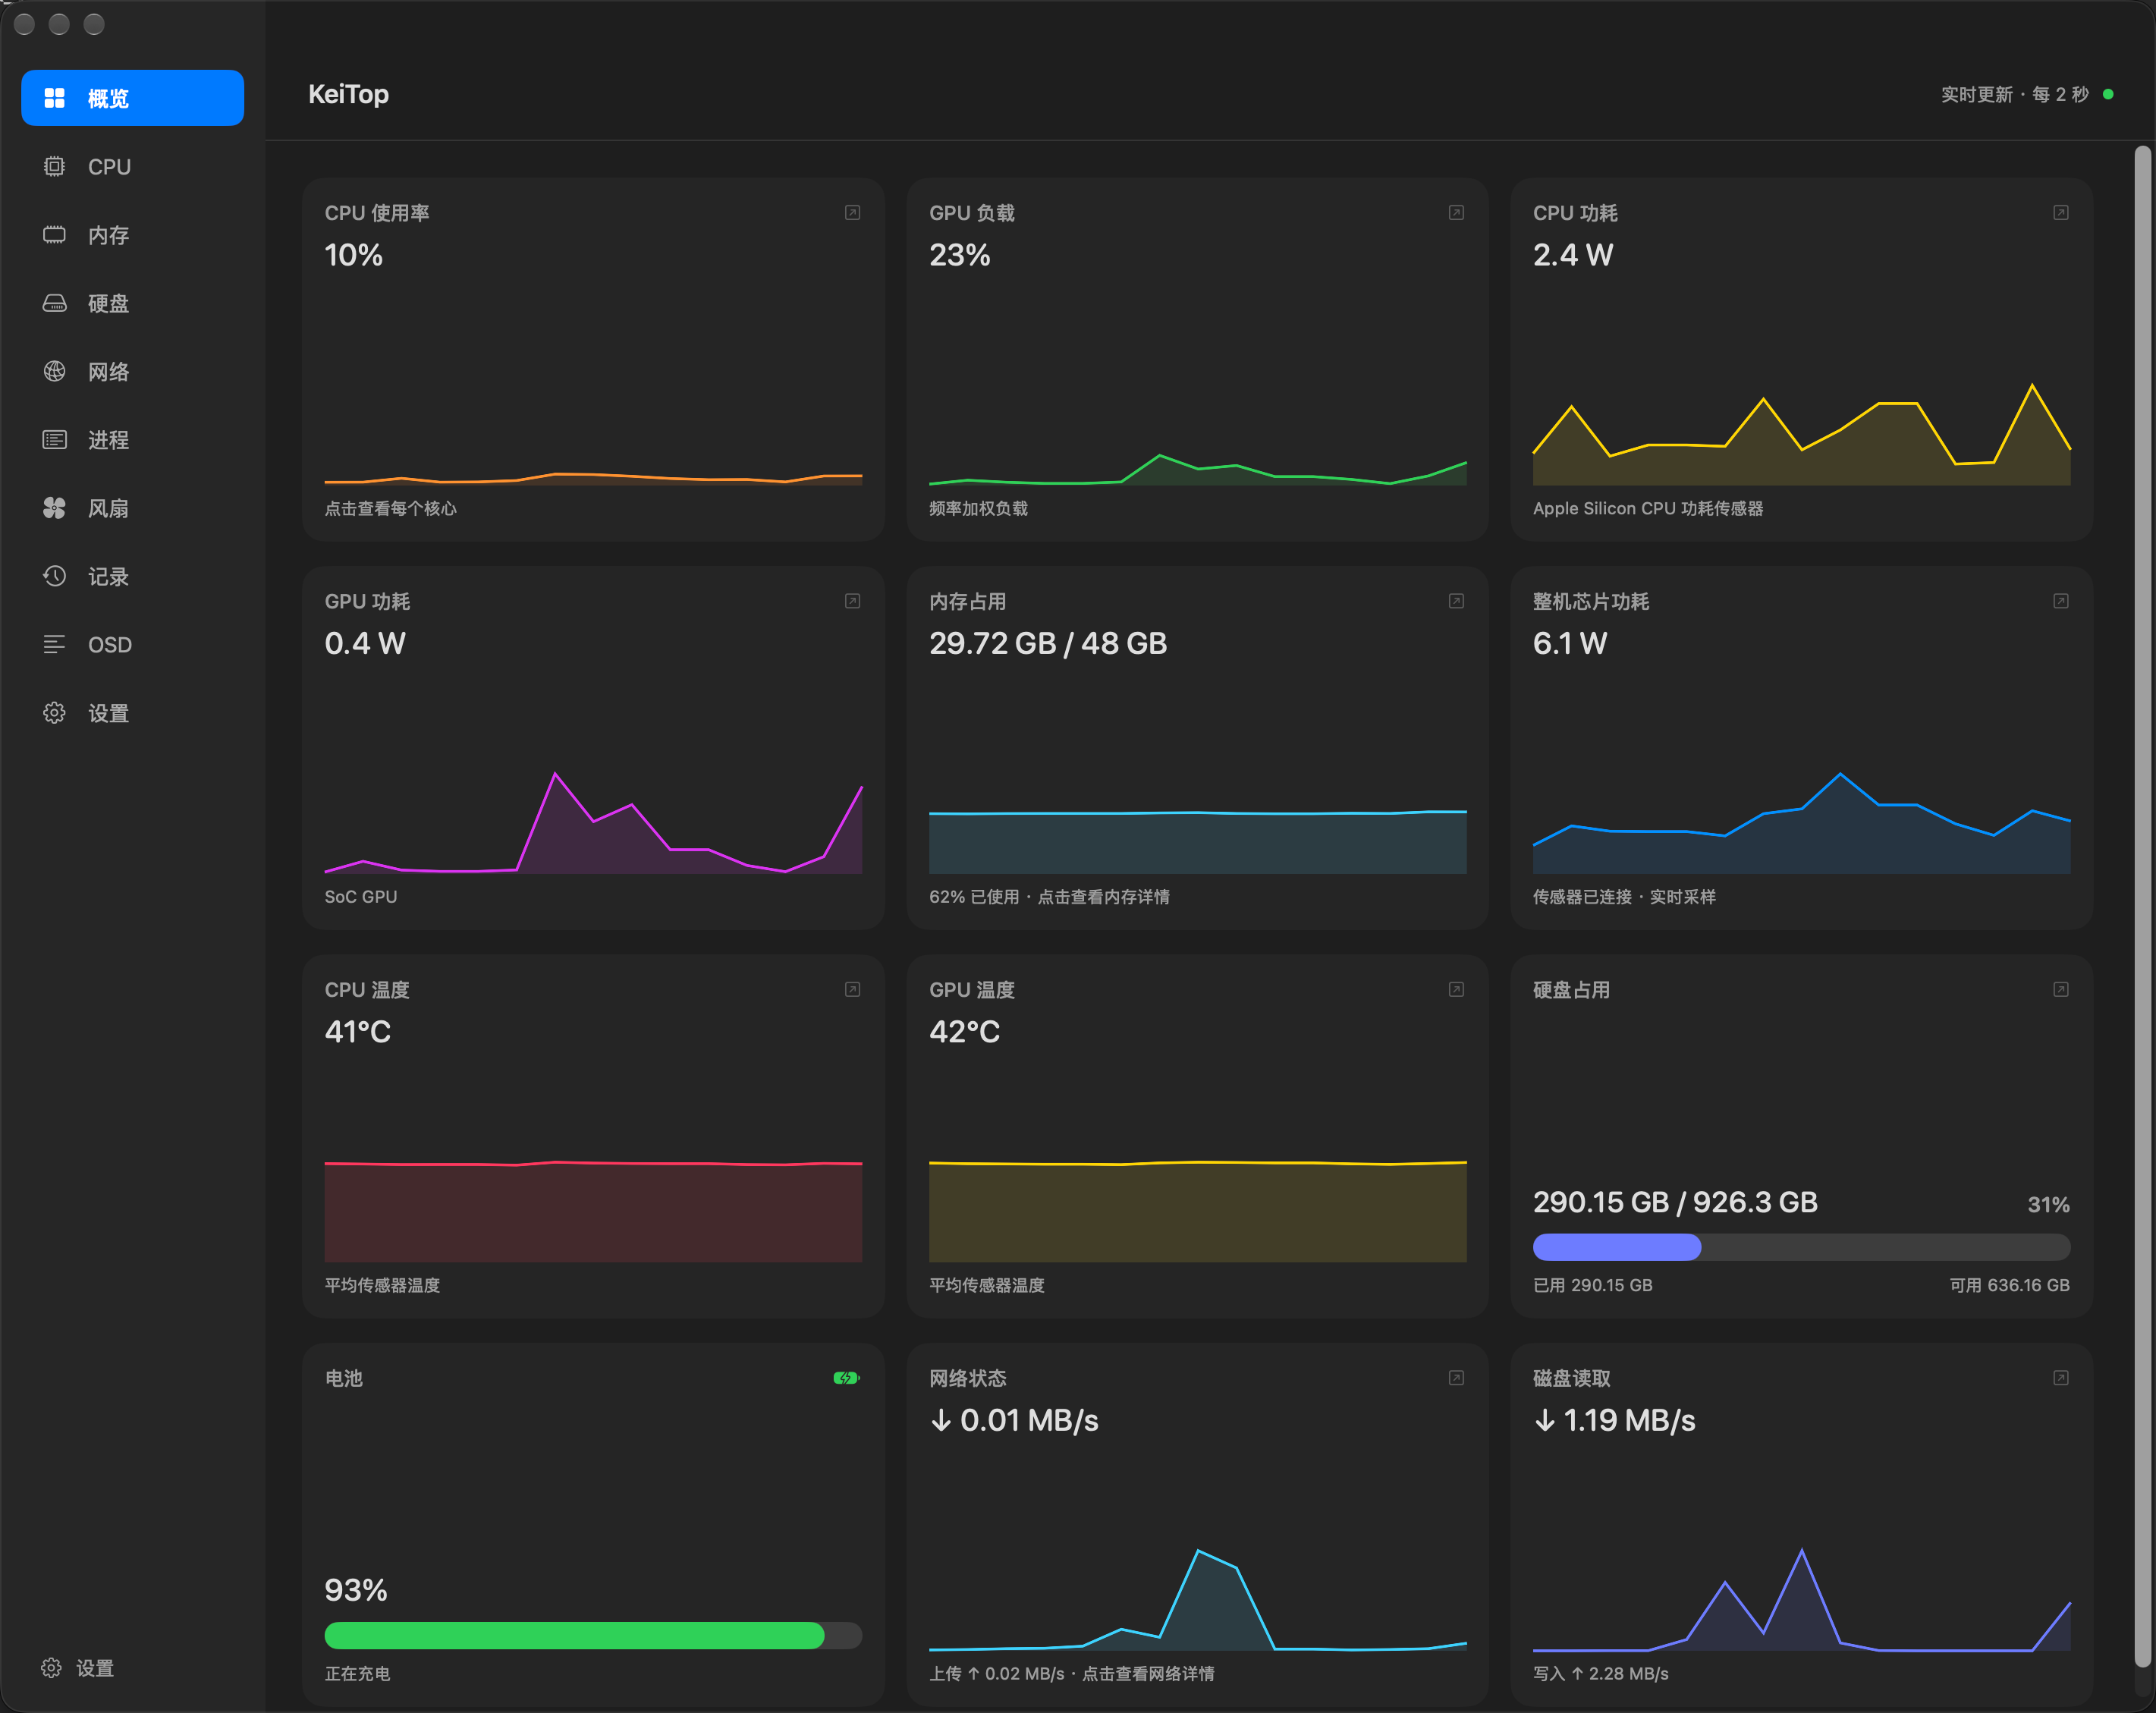 KeiTop
实时更新 · 每 2 秒
概览
CPU
内存
硬盘
网络
进程
风扇
记录
OSD
设置
设置
CPU 使用率
10%
点击查看每个核心
GPU 负载
23%
频率加权负载
CPU 功耗
2.4 W
Apple Silicon CPU 功耗传感器
GPU 功耗
0.4 W
SoC GPU
内存占用
29.72 GB / 48 GB
62% 已使用 · 点击查看内存详情
整机芯片功耗
6.1 W
传感器已连接 · 实时采样
CPU 温度
41°C
平均传感器温度
GPU 温度
42°C
平均传感器温度
硬盘占用
290.15 GB / 926.3 GB
31%
已用 290.15 GB
可用 636.16 GB
电池
93%
正在充电
网络状态
↓ 0.01 MB/s
上传 ↑ 0.02 MB/s · 点击查看网络详情
磁盘读取
↓ 1.19 MB/s
写入 ↑ 2.28 MB/s